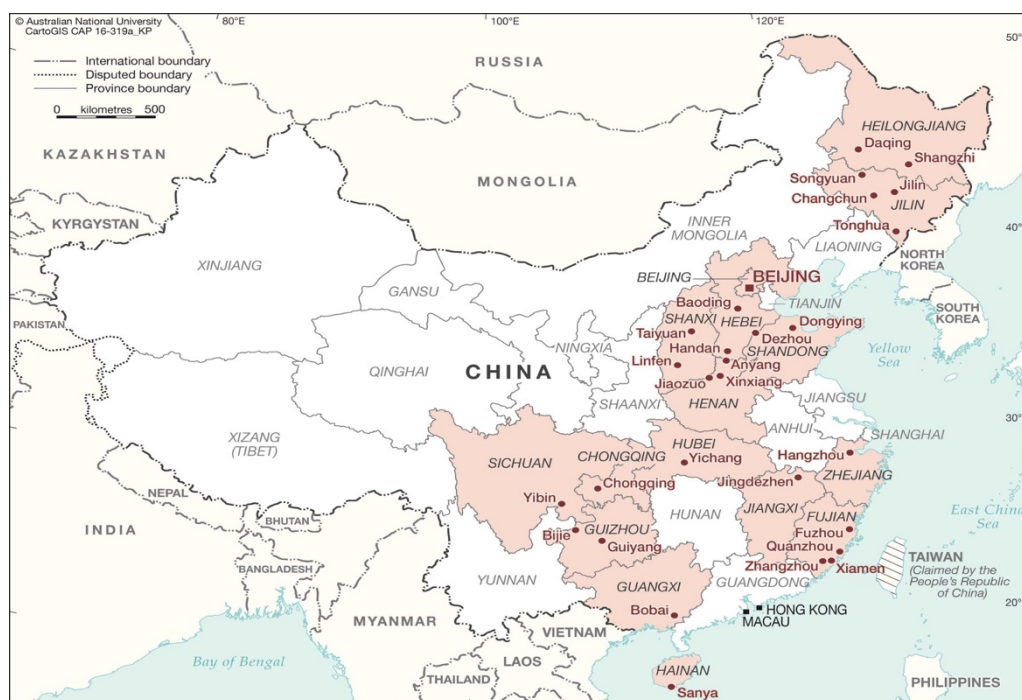 © Australian National University
CartoGIS CAP 16-319a_KP
80°E
100°E
120°E
50°
International boundary
Disputed boundary
Province boundary
0 kilometres 500
RUSSIA
KAZAKHSTAN
MONGOLIA
HEILONGJIANG
Daqing
Shangzhi
Songyuan
Jilin
Changchun
JILIN
KYRGYSTAN
Tonghua
40°
INNER
MONGOLIA
LIAONING
NORTH
KOREA
XINJIANG
BEIJING
BEIJING
GANSU
TIANJIN
Baoding
SOUTH
KOREA
PAKISTAN
SHANXI
HEBEI
Dongying
Taiyuan
Dezhou
NINGXIA
Handan
SHANDONG
Yellow
Sea
QINGHAI
CHINA
Linfen
Anyang
Jiaozuo
Xinxiang
SHAANXI
HENAN
JIANGSU
30°
ANHUI
SHANGHAI
XIZANG
(TIBET)
HUBEI
SICHUAN
CHONGQING
Yichang
Hangzhou
Chongqing
Jingdezhen
ZHEJIANG
NEPAL
Yibin
JIANGXI
HUNAN
FUJIAN
East China
Sea
INDIA
BHUTAN
Bijie
GUIZHOU
Fuzhou
Guiyang
Quanzhou
BANGLADESH
Zhangzhou
Xiamen
TAIWAN
(Claimed by the
People's Republic
of China)
YUNNAN
GUANGXI
GUANGDONG
Bobai
20°
HONG KONG
MACAU
MYANMAR
VIETNAM
Bay of Bengal
LAOS
HAINAN
THAILAND
PHILIPPINES
Sanya